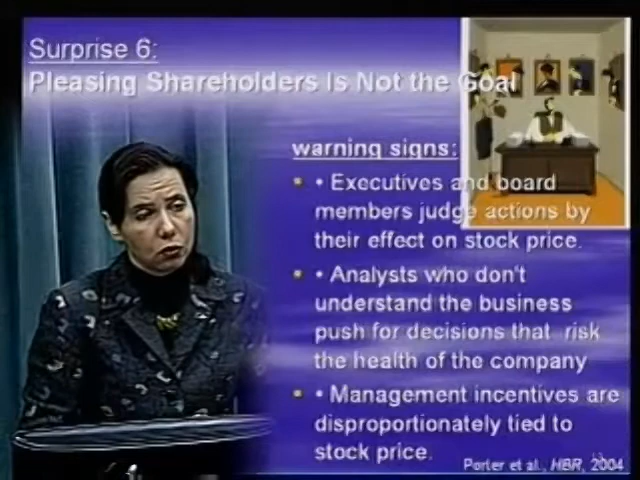 Surprise 6:
Pleasing Shareholders Is Not the Goal
warning signs:
• Executives and board
members judge actions by
their effect on stock price.
• Analysts who don't
understand the business
push for decisions that risk
the health of the company
• Management incentives are
disproportionately tied to
stock price.
Porter et al., HBR, 2004